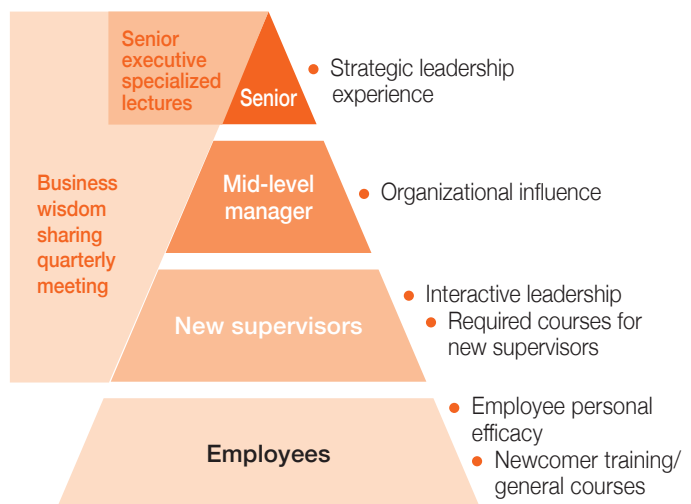 Senior
executive
specialized
lectures
Senior
• Strategic leadership
experience
Business
wisdom
sharing
quarterly
meeting
Mid-level
manager
• Organizational influence
New supervisors
• Interactive leadership
• Required courses for
new supervisors
Employees
• Employee personal
efficacy
• Newcomer training/
general courses